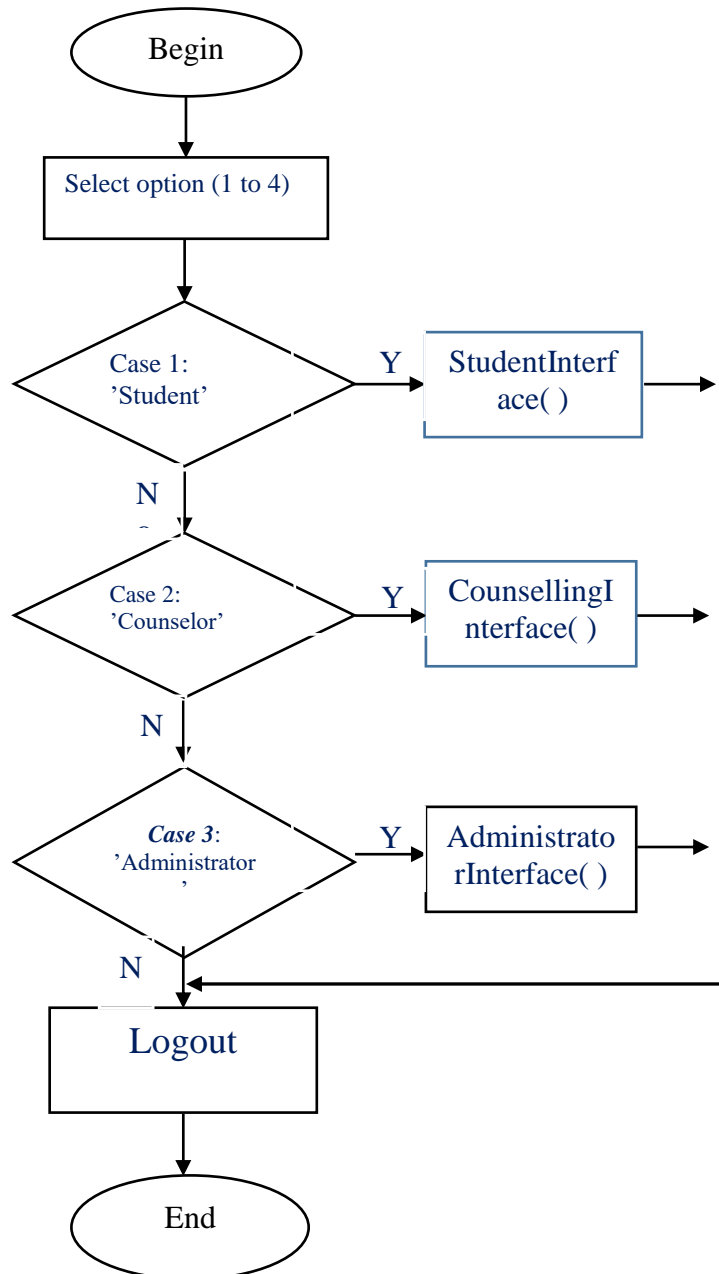 Begin
Select option (1 to 4)
Case 1:
’Student’
Y
StudentInterf
ace( )
N
Case 2:
’Counselor’
Y
CounsellingI
nterface( )
N
Case 3:
’Administrator
’
Y
Administrato
rInterface( )
N
Logout
End